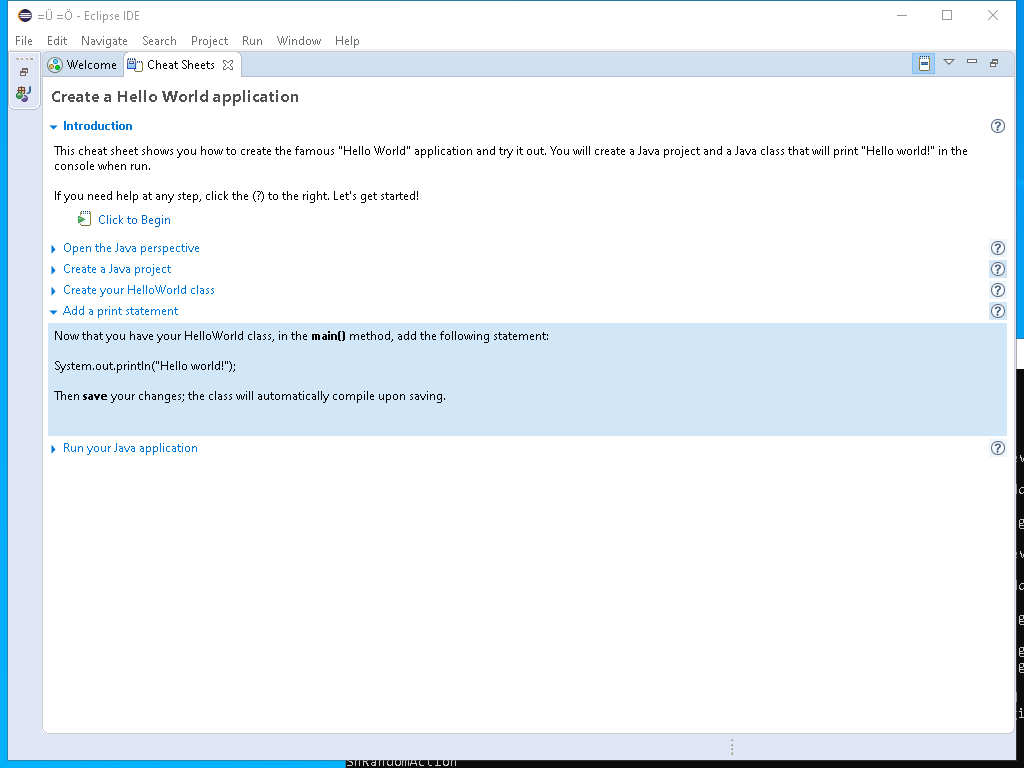 =Ü =Ö - Eclipse IDE
File Edit Navigate Search Project Run Window Help
Welcome Cheat Sheets
Create a Hello World application
Introduction
This cheat sheet shows you how to create the famous "Hello World" application and try it out. You will create a Java project and a Java class that will print "Hello world!" in the
console when run.
If you need help at any step, click the (?) to the right. Let's get started!
Click to Begin
Open the Java perspective
Create a Java project
Create your HelloWorld class
Add a print statement
Now that you have your HelloWorld class, in the main() method, add the following statement:
System.out.println("Hello world!");
Then save your changes; the class will automatically compile upon saving.
Run your Java application
ShRandomAction